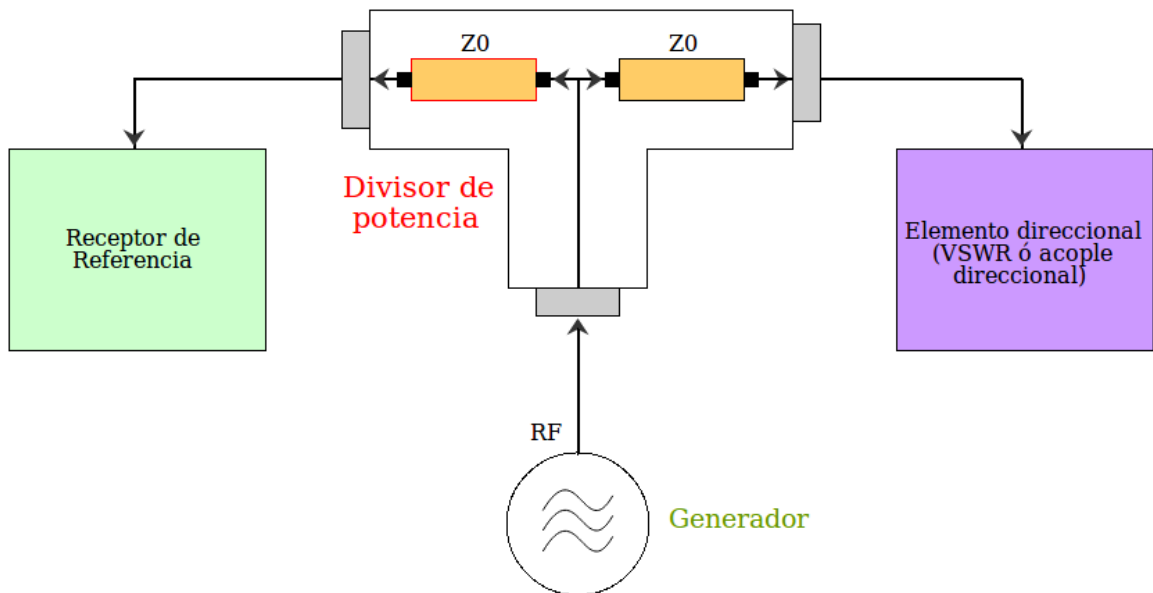 Z0
Z0
Divisor de
potencia
Receptor de
Referencia
Elemento direccional
(VSWR ó acople
direccional)
RF
Generador